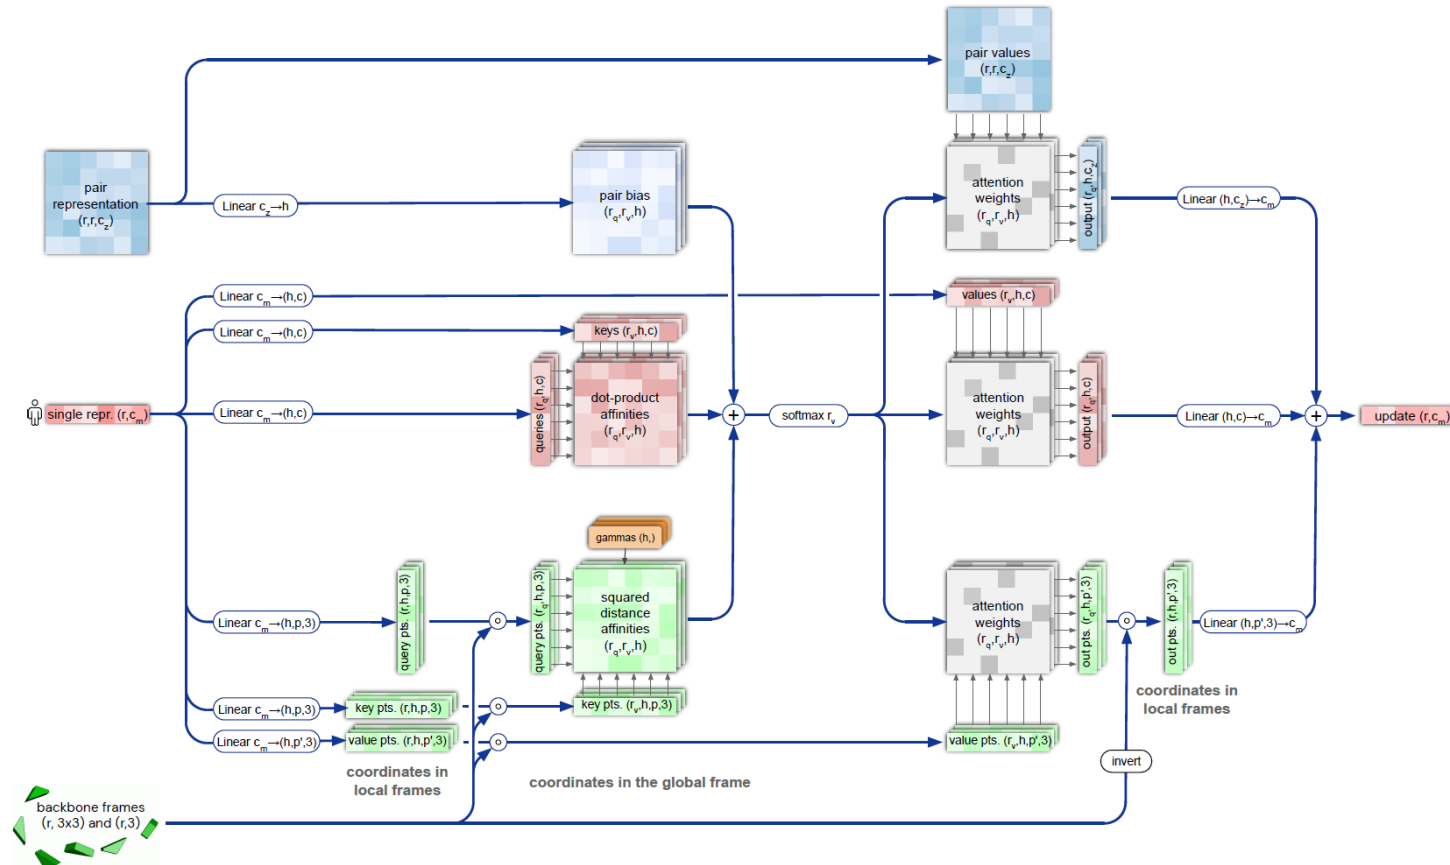 pair values
(r,r,c_z)
pair
representation
(r,r,c_z)
Linear c_z→h
pair bias
(r_q,r_v,h)
attention
weights
(r_q,r_v,h)
output (r_q,h,c_z)
Linear (h,c_z)→c_m
Linear c_m→(h,c)
values (r_v,h,c)
Linear c_m→(h,c)
keys (r_v,h,c)
single repr. (r,c_m)
Linear c_m→(h,c)
queries (r_q,h,c)
dot-product
affinities
(r_q,r_v,h)
+
softmax r_v
attention
weights
(r_q,r_v,h)
output (r_q,h,c)
Linear (h,c)→c_m
+
update (r,c_m)
gammas (h,)
Linear c_m→(h,p,3)
query pts. (r,h,p,3)
query pts. (r_q,h,p,3)
squared
distance
affinities
(r_q,r_v,h)
attention
weights
(r_q,r_v,h)
out pts. (r_q,h,p',3)
out pts. (r,h,p',3)
Linear (h,p',3)→c_m
coordinates in
local frames
Linear c_m→(h,p,3)
key pts. (r,h,p,3)
key pts. (r_v,h,p,3)
Linear c_m→(h,p',3)
value pts. (r,h,p',3)
value pts. (r_v,h,p',3)
coordinates in
local frames
coordinates in the global frame
invert
backbone frames
(r, 3x3) and (r,3)